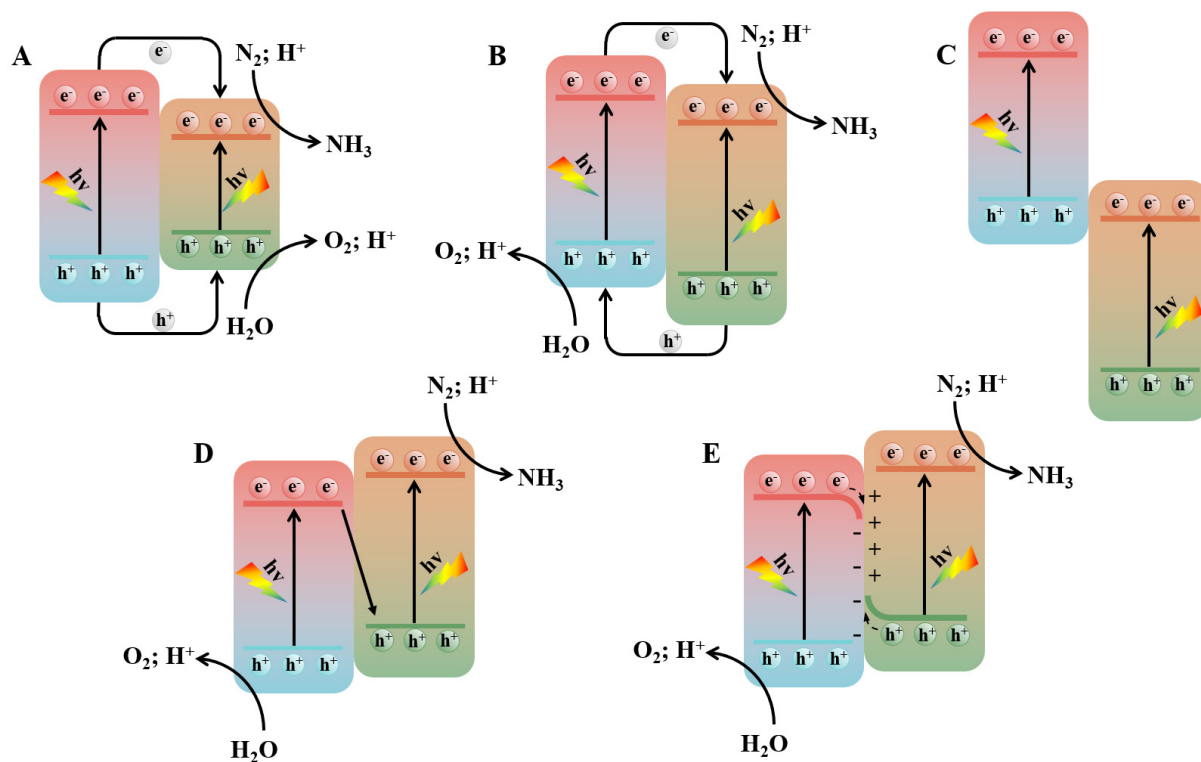 A
e⁻
N₂; H⁺
e⁻ e⁻ e⁻
e⁻ e⁻ e⁻
NH₃
hv
hv
h⁺ h⁺ h⁺
O₂; H⁺
h⁺ h⁺ h⁺
h⁺
H₂O
B
e⁻
N₂; H⁺
e⁻ e⁻ e⁻
e⁻ e⁻ e⁻
NH₃
hv
hv
O₂; H⁺
h⁺ h⁺ h⁺
h⁺ h⁺ h⁺
H₂O
h⁺
C
e⁻ e⁻ e⁻
hv
h⁺ h⁺ h⁺
e⁻ e⁻ e⁻
hv
h⁺ h⁺ h⁺
D
N₂; H⁺
e⁻ e⁻ e⁻
e⁻ e⁻ e⁻
NH₃
hv
hv
h⁺ h⁺ h⁺
O₂; H⁺
h⁺ h⁺ h⁺
H₂O
E
N₂; H⁺
e⁻ e⁻ e⁻
e⁻ e⁻ e⁻
NH₃
+
+
-
+
-
+
hv
hv
-
h⁺ h⁺ h⁺
-
O₂; H⁺
h⁺ h⁺ h⁺
H₂O